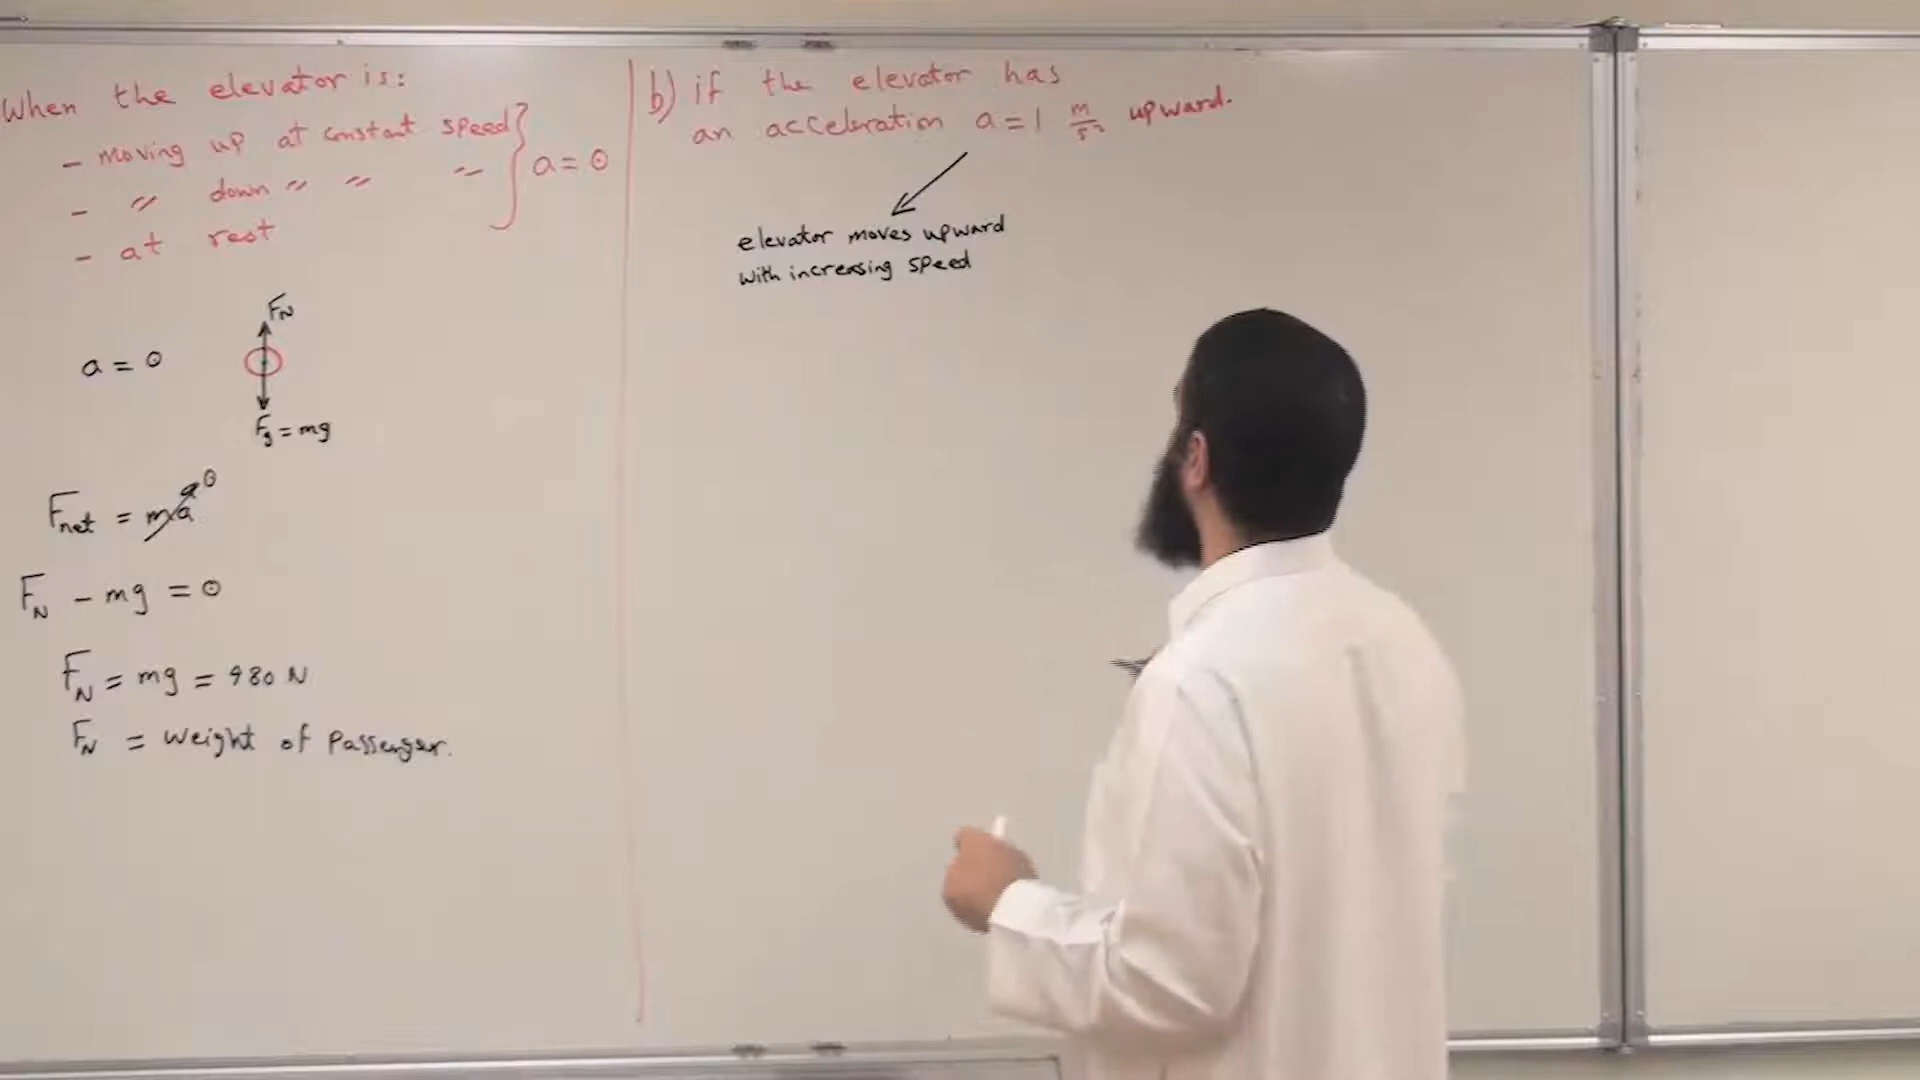 When the elevator is:
- moving up at constant speed } a = 0
- 〃 down 〃 〃 〃
- at rest
F_N
a = 0
F_g = mg
F_net = ma 0
F_N - mg = 0
F_N = mg = 980 N
F_N = weight of Passenger.
b) if the elevator has
an acceleration a = 1 m/s² upward.
elevator moves upward
with increasing speed